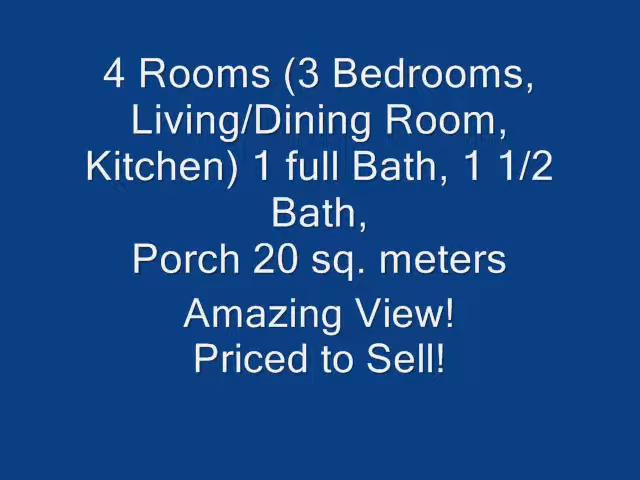 4 Rooms (3 Bedrooms,
Living/Dining Room,
Kitchen) 1 full Bath, 1 1/2
Bath,
Porch 20 sq. meters
Amazing View!
Priced to Sell!